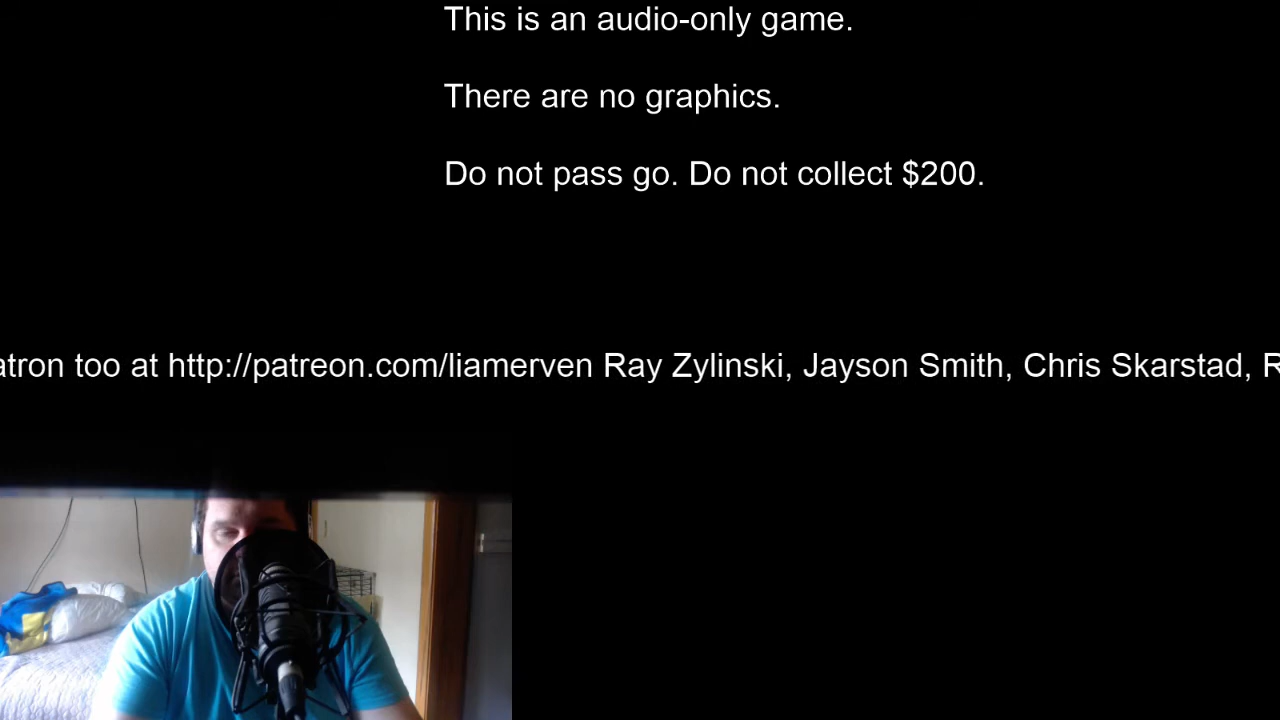 This is an audio-only game.
There are no graphics.
Do not pass go. Do not collect $200.
atron too at http://patreon.com/liamerven Ray Zylinski, Jayson Smith, Chris Skarstad, R